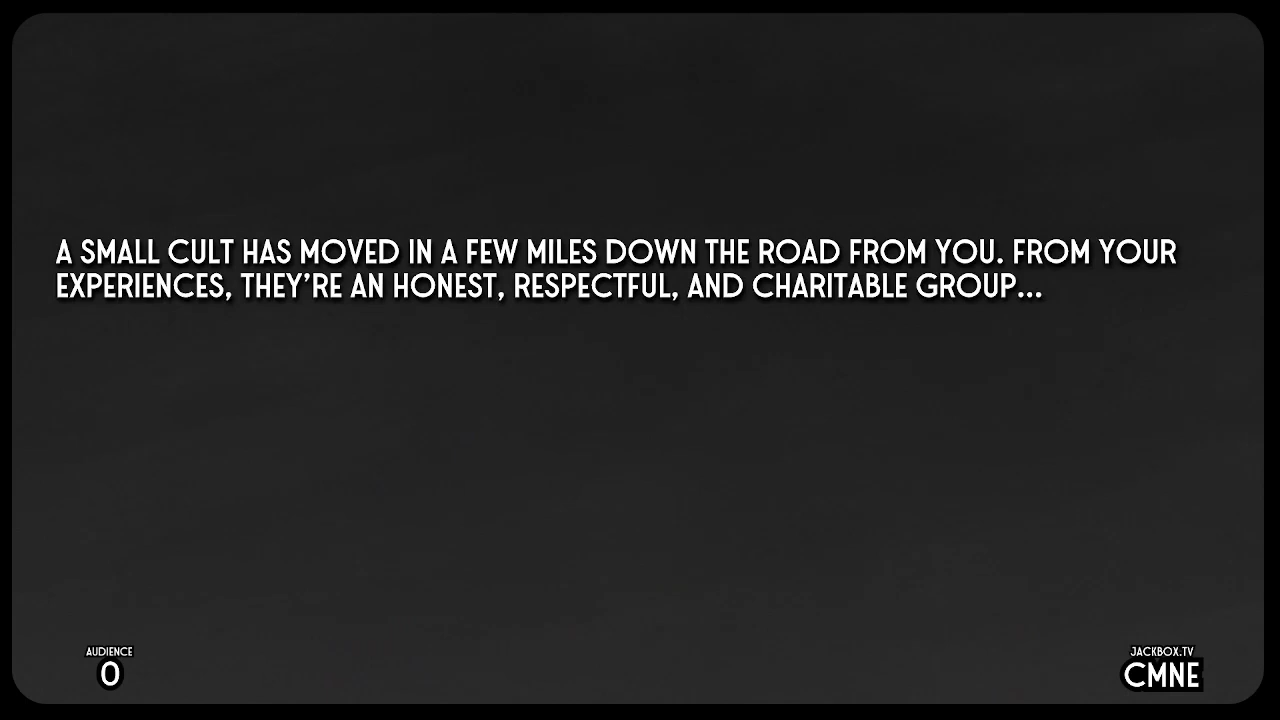 A SMALL CULT HAS MOVED IN A FEW MILES DOWN THE ROAD FROM YOU. FROM YOUR
EXPERIENCES, THEY'RE AN HONEST, RESPECTFUL, AND CHARITABLE GROUP...
AUDIENCE
0
JACKBOX.TV
CMNE